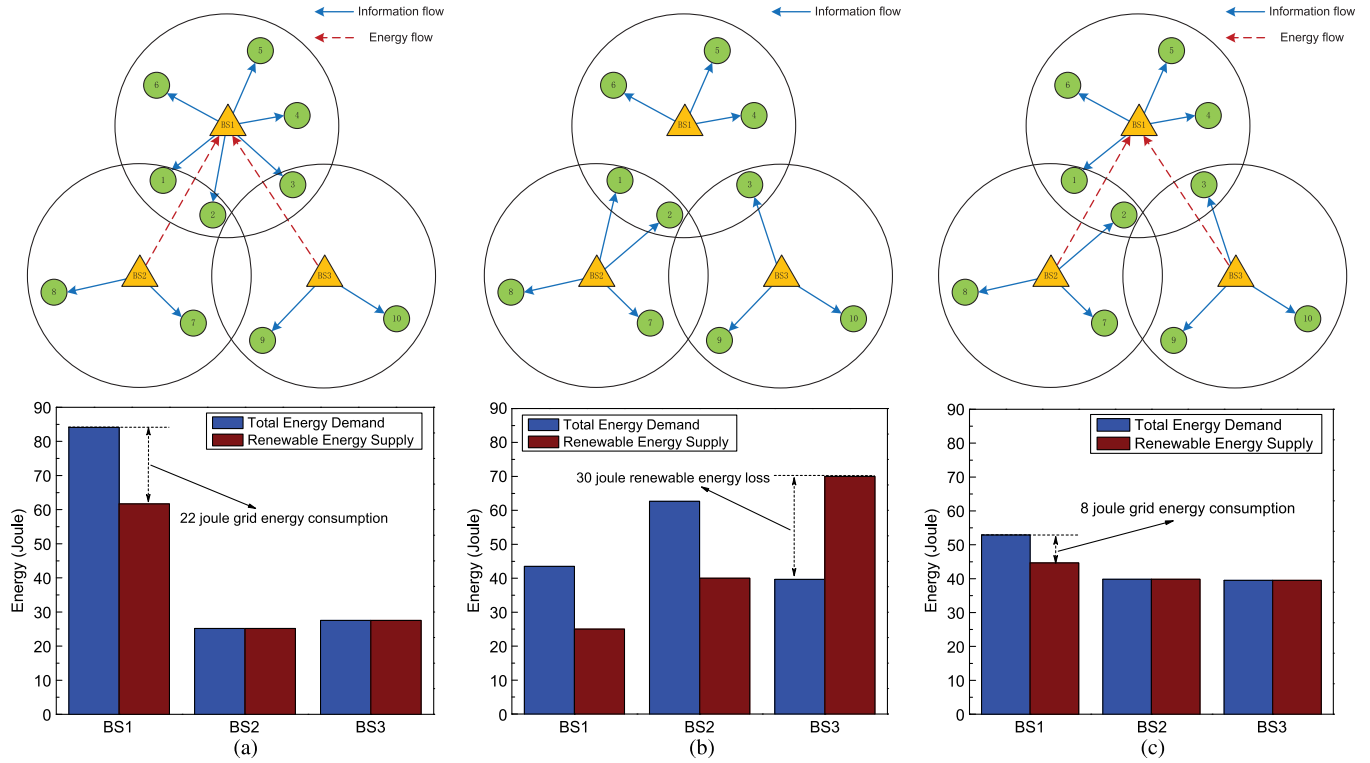 Information flow
Energy flow
5
6
BS1
4
1
3
2
BS2
BS3
8
7
10
9
Information flow
5
6
BS1
4
1
3
2
BS2
BS3
8
7
10
9
Information flow
Energy flow
5
6
BS1
4
1
3
2
BS2
BS3
8
7
10
9
Energy (Joule)
90
80
70
60
50
40
30
20
10
0
Total Energy Demand
Renewable Energy Supply
22 joule grid energy consumption
BS1
BS2
BS3
(a)
Energy (Joule)
90
80
70
60
50
40
30
20
10
0
Total Energy Demand
Renewable Energy Supply
30 joule renewable energy loss
BS1
BS2
BS3
(b)
Energy (Joule)
90
80
70
60
50
40
30
20
10
0
Total Energy Demand
Renewable Energy Supply
8 joule grid energy consumption
BS1
BS2
BS3
(c)